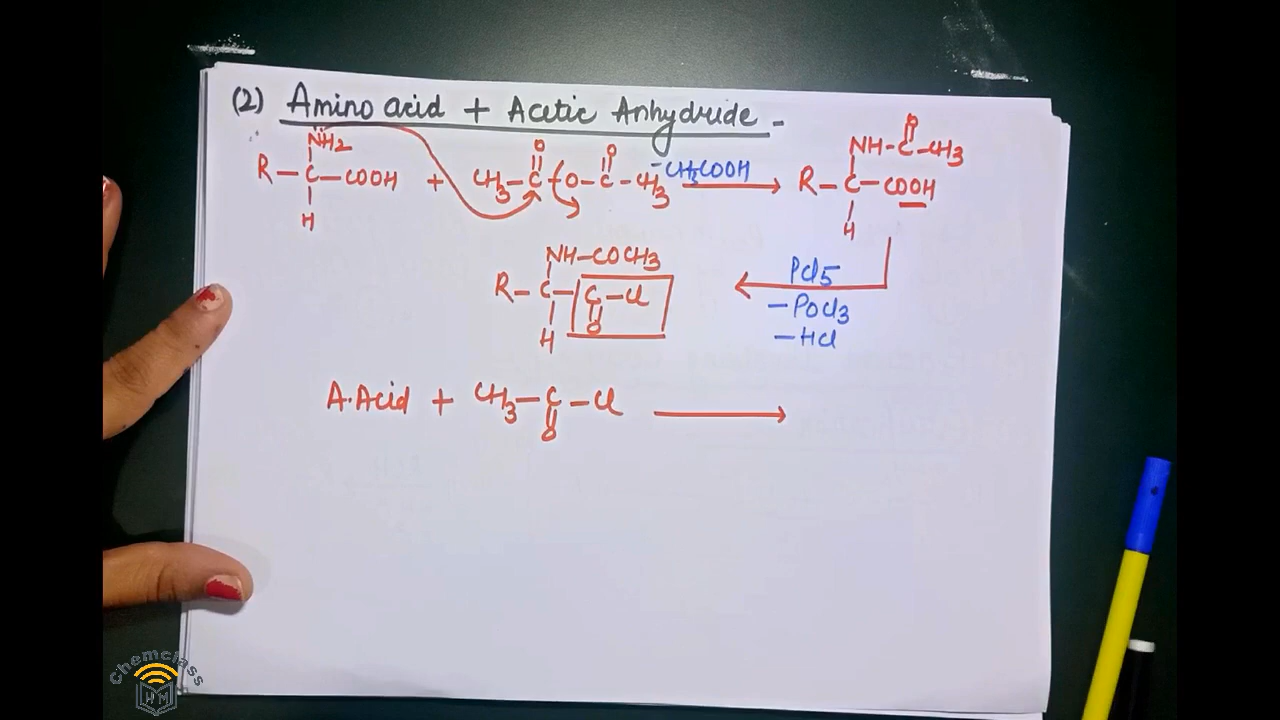 (2) Amino acid + Acetic Anhydride -
NH2 O O O
NH-C-CH3
R-C-COOH + CH3-C-O-C-CH3 -CH3COOH → R-C-COOH
H H
NH-COCH3
R-C-C-Cl
O
H
PCl5
-POCl3
-HCl
A.Acid + CH3-C-Cl →
O
Chemclass
HM